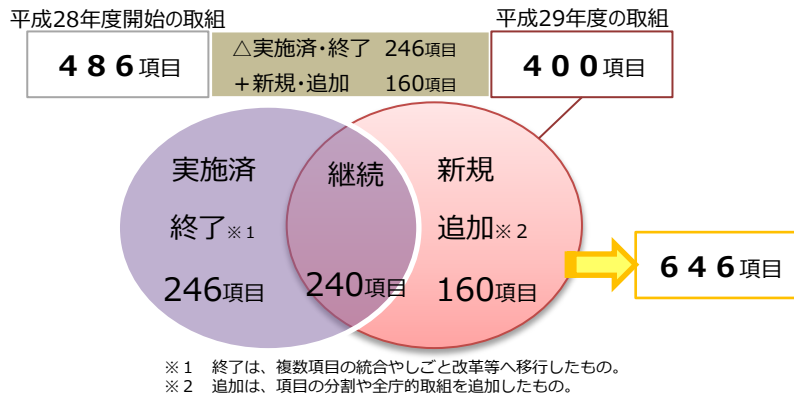 平成28年度開始の取組
486項目
△実施済・終了 246項目
+新規・追加 160項目
平成29年度の取組
400項目
実施済
終了※1
246項目
継続
240項目
新規
追加※2
160項目
646項目
※1 終了は、複数項目の統合やしごと改革等へ移行したもの。
※2 追加は、項目の分割や全庁的取組を追加したもの。